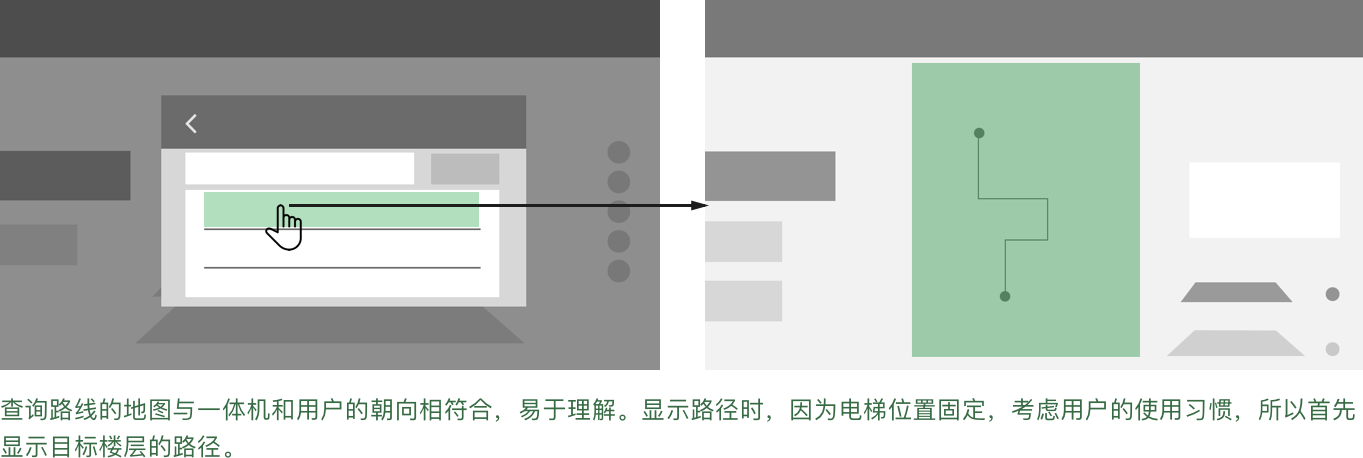 查询路线的地图与一体机和用户的朝向相符合，易于理解。显示路径时，因为电梯位置固定，考虑用户的使用习惯，所以首先
显示目标楼层的路径。